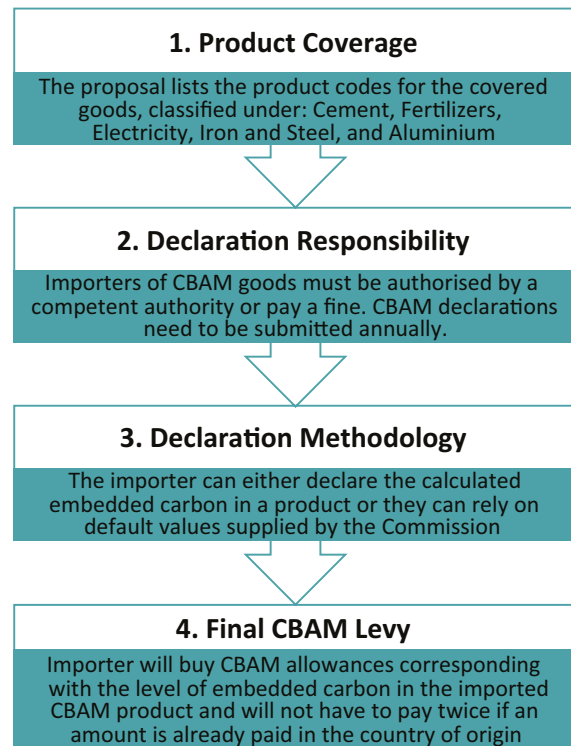 1. Product Coverage
The proposal lists the product codes for the covered
goods, classified under: Cement, Fertilizers,
Electricity, Iron and Steel, and Aluminium
2. Declaration Responsibility
Importers of CBAM goods must be authorised by a
competent authority or pay a fine. CBAM declarations
need to be submitted annually.
3. Declaration Methodology
The importer can either declare the calculated
embedded carbon in a product or they can rely on
default values supplied by the Commission
4. Final CBAM Levy
Importer will buy CBAM allowances corresponding
with the level of embedded carbon in the imported
CBAM product and will not have to pay twice if an
amount is already paid in the country of origin